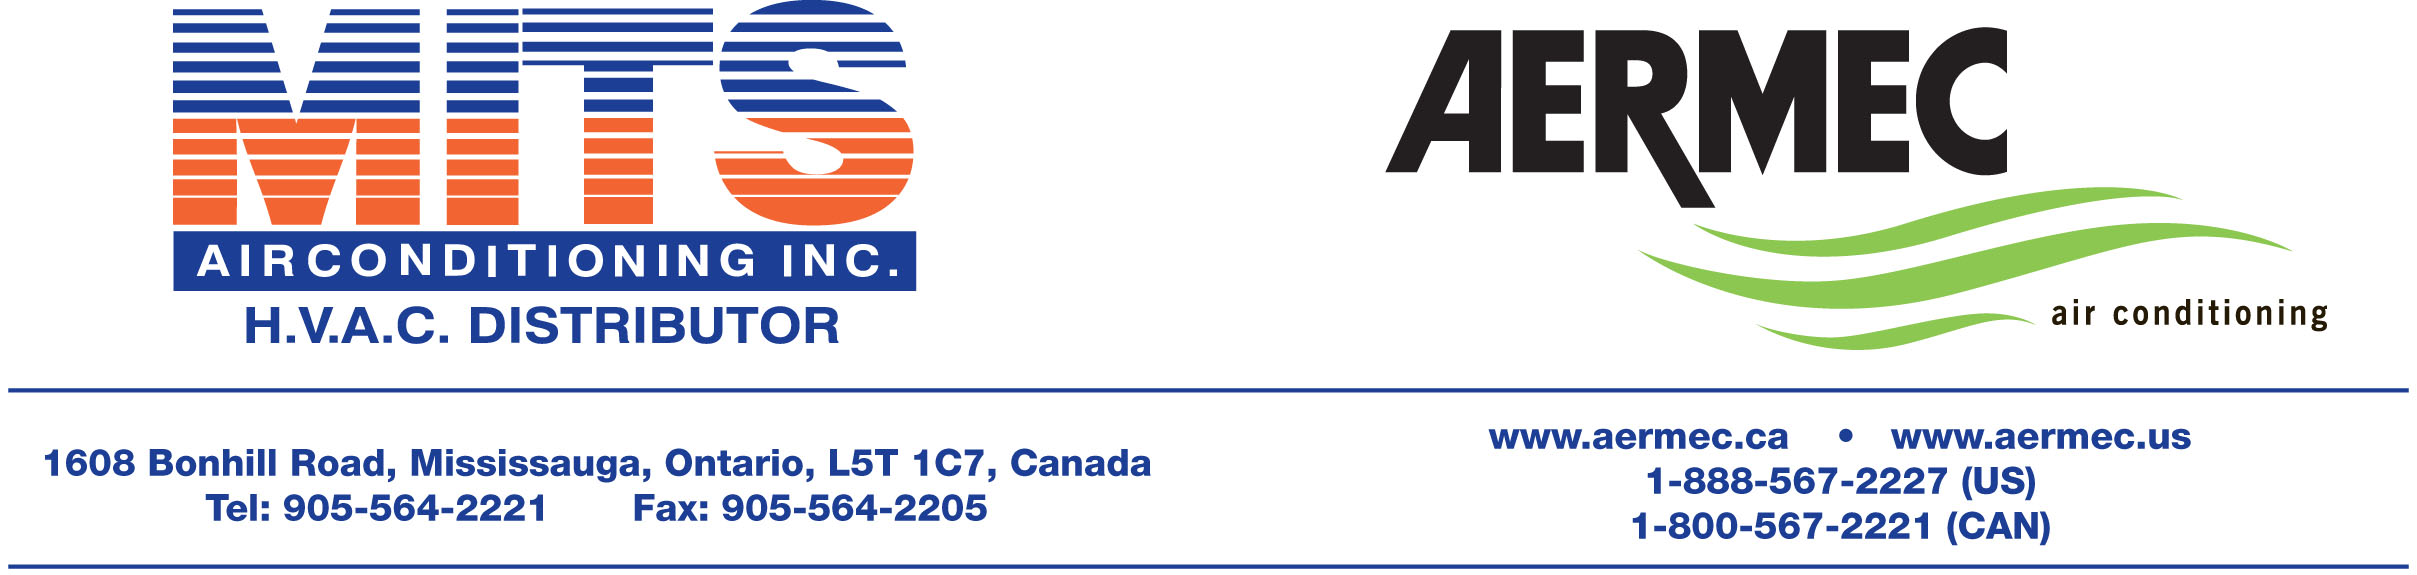 MITS
AIRCONDITIONING INC.
H.V.A.C. DISTRIBUTOR
AERMEC
air conditioning
1608 Bonhill Road, Mississauga, Ontario, L5T 1C7, Canada
Tel: 905-564-2221 Fax: 905-564-2205
www.aermec.ca • www.aermec.us
1-888-567-2227 (US)
1-800-567-2221 (CAN)